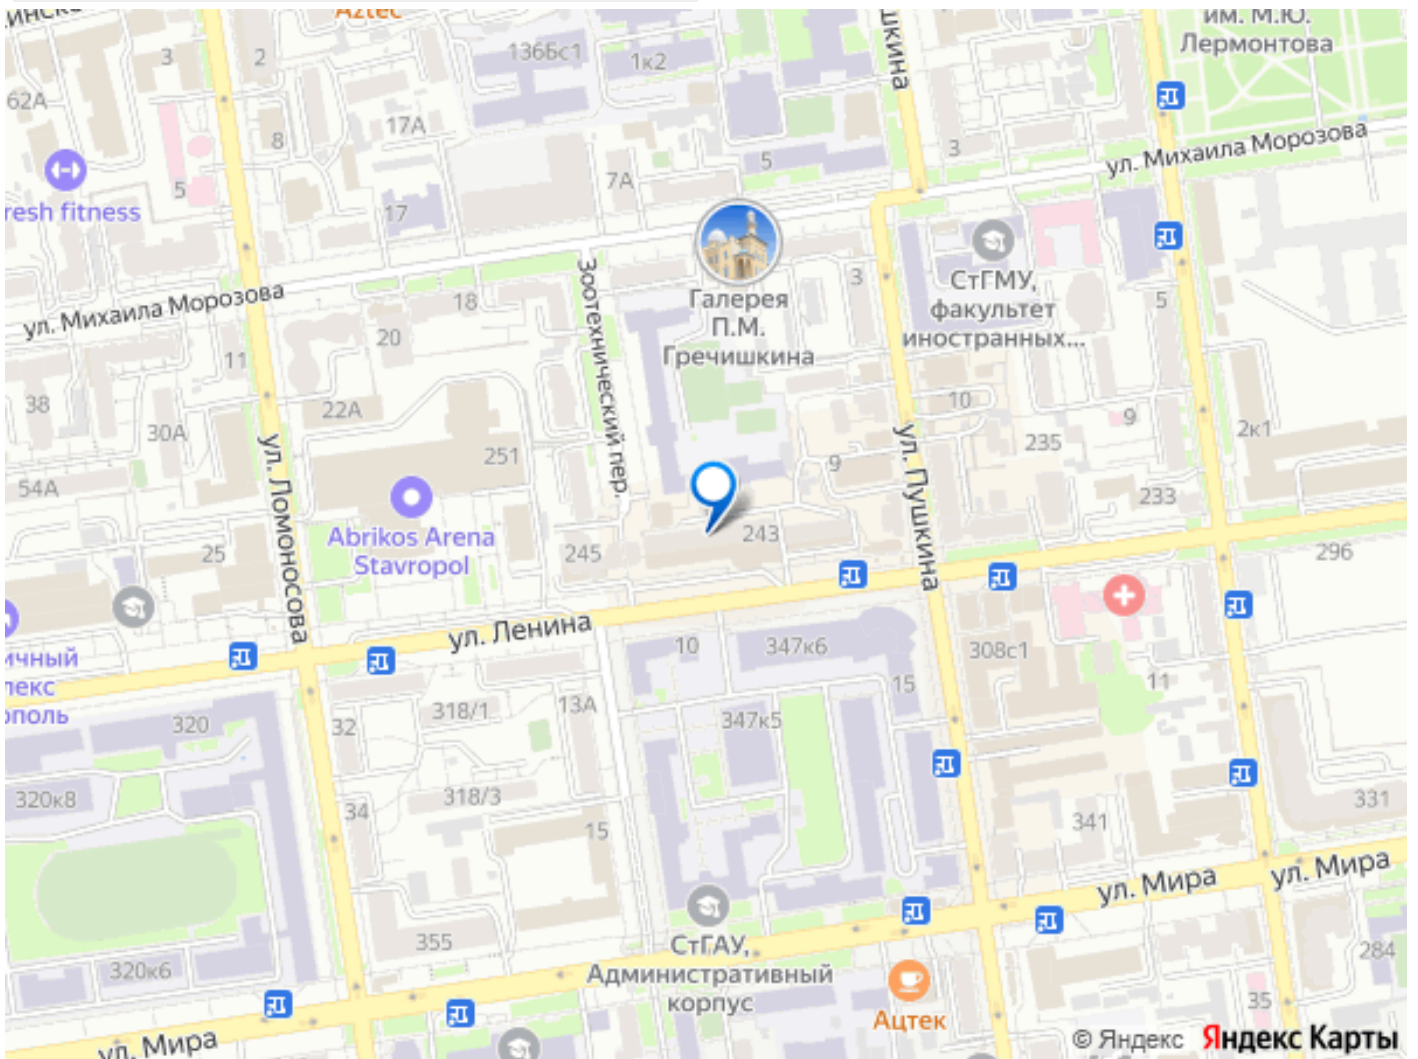 Aztec
им. М.Ю.
Лермонтова
136Бс1
1к2
3
2
62А
17А
8
5
3
ул. Михаила Морозова
resh fitness
5
7А
17
СтГМУ,
факультет
иностранных...
Галерея
П.М.
Гречишкина
3
5
ул. Михаила Морозова
18
20
Зоотехнический пер.
11
38
22А
30А
10
9
2к1
235
251
9
54А
ул. Ломоносова
ул. Пушкина
233
Abrikos Arena
Stavropol
25
245
243
296
ул. Ленина
ичный
лекс
ополь
10
347к6
308с1
15
11
320
32
318/1
13А
347к5
320к8
34
318/3
15
331
341
ул. Мира
ул. Мира
355
СтГАУ,
Административный
корпус
320к6
284
Ацтек
35
ул. Мира
© Яндекс Яндекс Карты